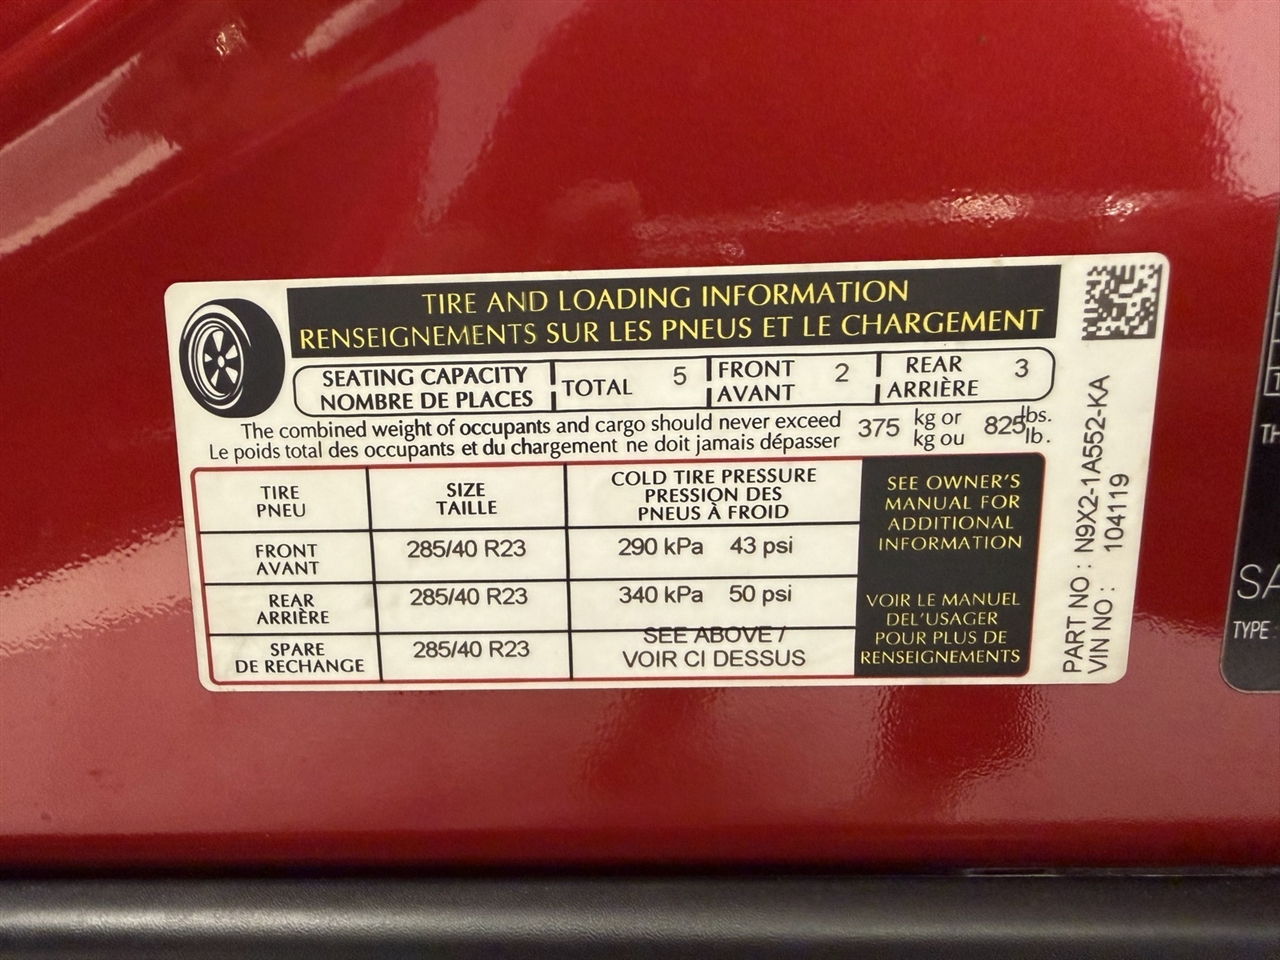 TIRE AND LOADING INFORMATION
RENSEIGNEMENTS SUR LES PNEUS ET LE CHARGEMENT
SEATING CAPACITY
NOMBRE DE PLACES
TOTAL 5
FRONT
AVANT
2
REAR
ARRIÈRE
3
The combined weight of occupants and cargo should never exceed
Le poids total des occupants et du chargement ne doit jamais dépasser
375
kg or
kg ou
825
lbs.
lb.
TIRE
PNEU
SIZE
TAILLE
COLD TIRE PRESSURE
PRESSION DES
PNEUS À FROID
FRONT
AVANT
285/40 R23
290 kPa 43 psi
REAR
ARRIÈRE
285/40 R23
340 kPa 50 psi
SPARE
DE RECHANGE
285/40 R23
SEE ABOVE /
VOIR CI DESSUS
SEE OWNER'S
MANUAL FOR
ADDITIONAL
INFORMATION
VOIR LE MANUEL
DEL'USAGER
POUR PLUS DE
RENSEIGNEMENTS
PART NO : N9X2-1A552-KA
VIN NO : 104119
TH
SA
TYPE